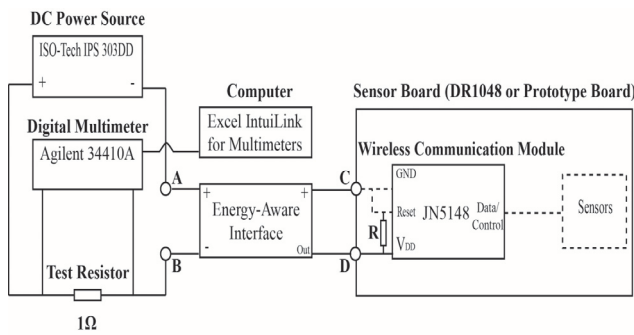 DC Power Source
ISO-Tech IPS 303DD
+ -
Digital Multimeter
Agilent 34410A
Computer
Excel IntuiLink
for Multimeters
Sensor Board (DR1048 or Prototype Board)
Wireless Communication Module
A
B
C
D
+ +
Energy-Aware
Interface
- Out
GND
Reset
JN5148
Data/
Control
VDD
R
Sensors
Test Resistor
1Ω